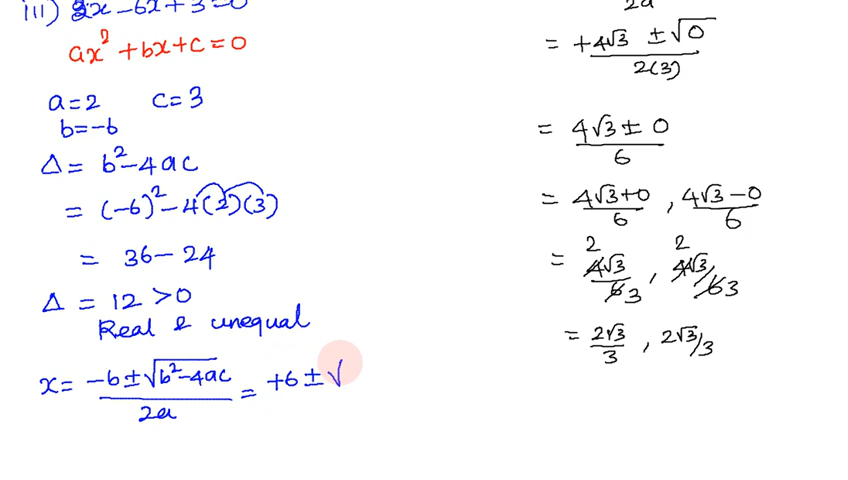 iii) 2x² - 6x + 3 = 0
ax² + bx + c = 0
a = 2 c = 3
b = -6
Δ = b² - 4ac
= (-6)² - 4(2)(3)
= 36 - 24
Δ = 12 > 0
Real & unequal
x = (-b ± √(b² - 4ac))/2a = +6 ± √
2a
= (+4√3 ± √0)/2(3)
= (4√3 ± 0)/6
= (4√3 + 0)/6 , (4√3 - 0)/6
= 2 4√3/6 3 , 2 4√3/6 3
= 2√3/3 , 2√3/3